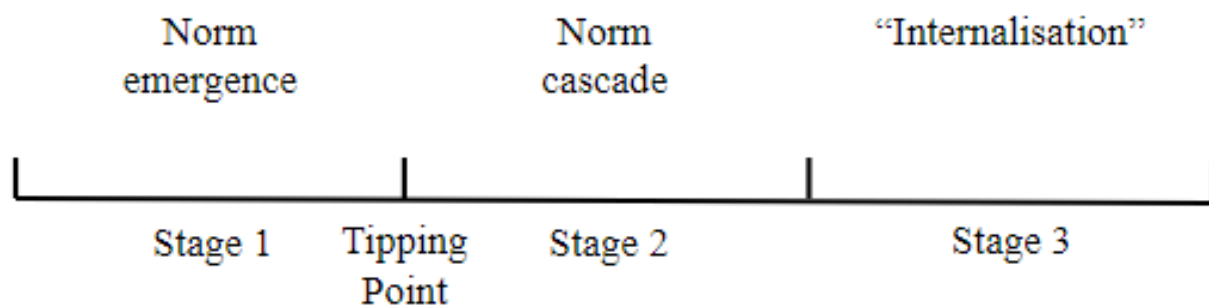 Norm
emergence
Norm
cascade
“Internalisation”
Stage 1
Tipping
Point
Stage 2
Stage 3